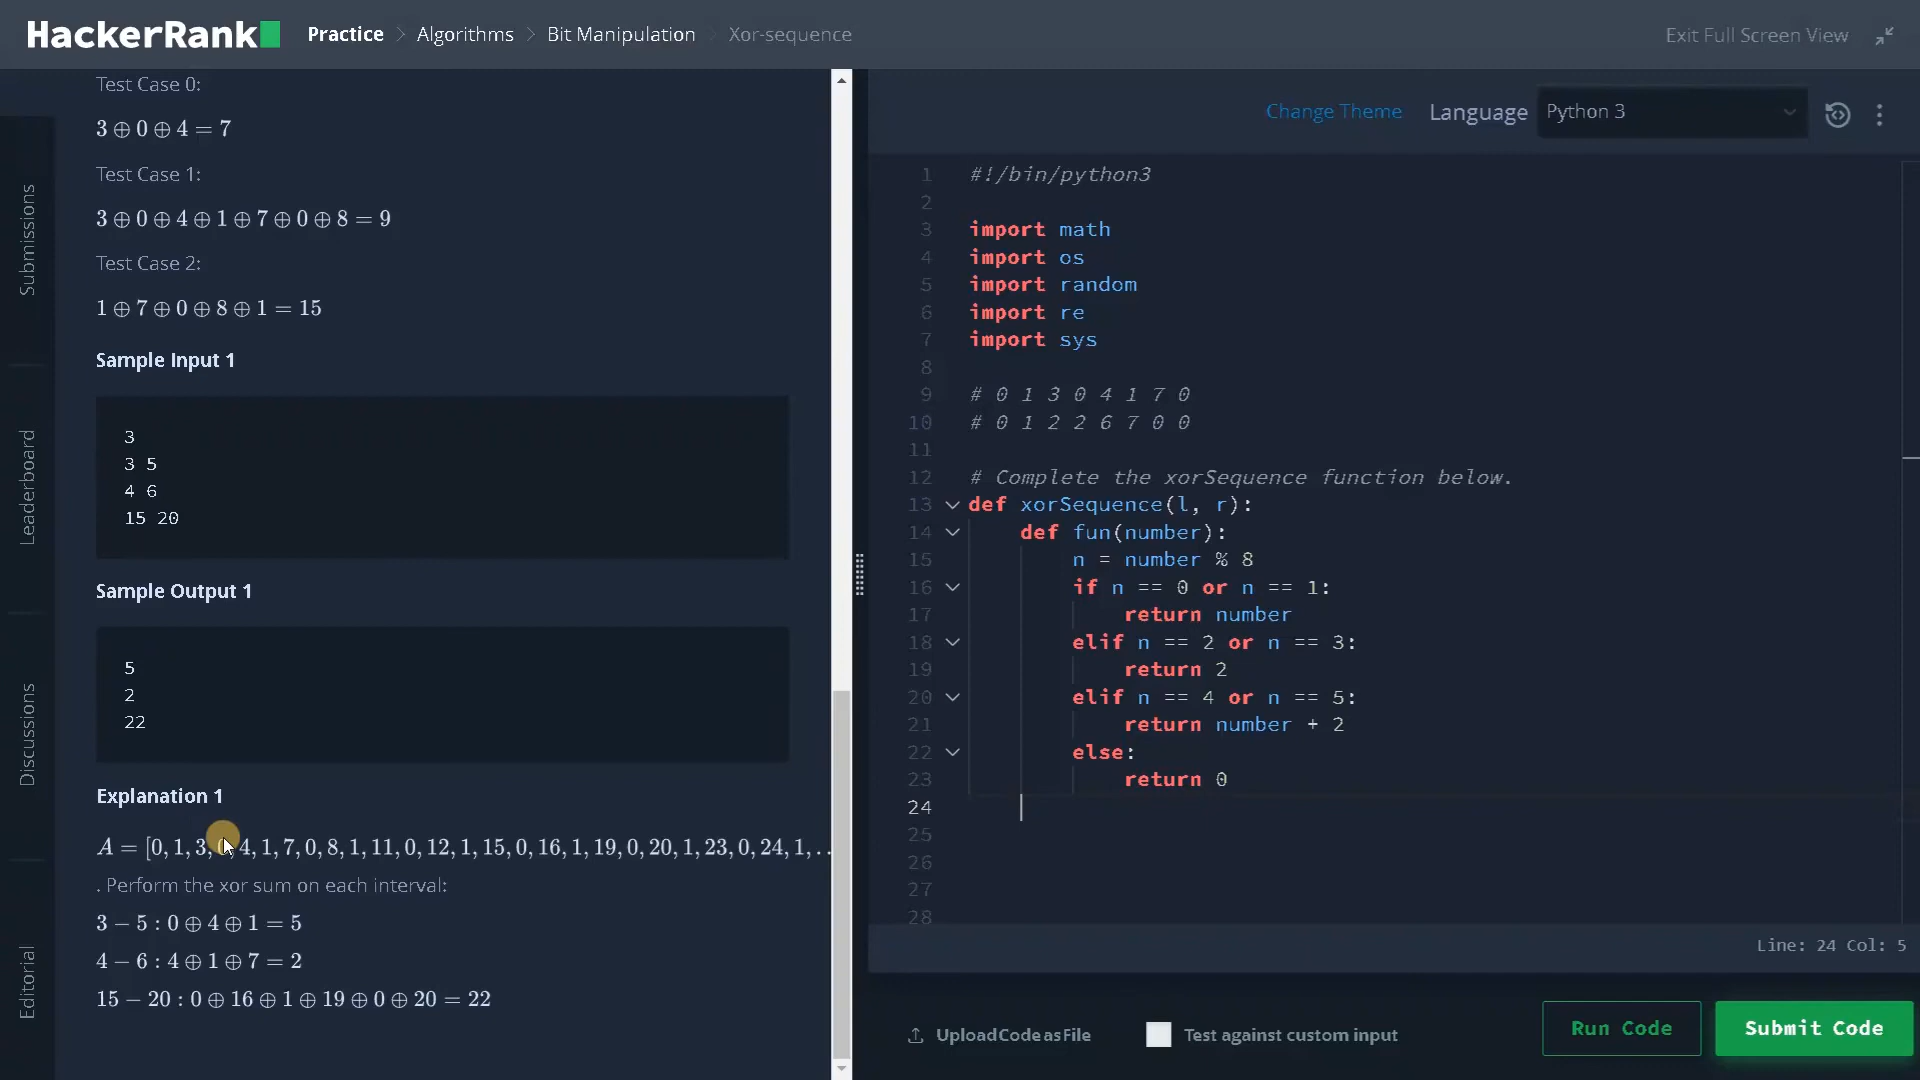 HackerRank
Practice > Algorithms > Bit Manipulation > Xor-sequence
Exit Full Screen View
Submissions
Leaderboard
Discussions
Editorial
Test Case 0:
3 ⊕ 0 ⊕ 4 = 7
Test Case 1:
3 ⊕ 0 ⊕ 4 ⊕ 1 ⊕ 7 ⊕ 0 ⊕ 8 = 9
Test Case 2:
1 ⊕ 7 ⊕ 0 ⊕ 8 ⊕ 1 = 15
Sample Input 1
3
3 5
4 6
15 20
Sample Output 1
5
2
22
Explanation 1
A = [0, 1, 3, 0, 4, 1, 7, 0, 8, 1, 11, 0, 12, 1, 15, 0, 16, 1, 19, 0, 20, 1, 23, 0, 24, 1, . .
. Perform the xor sum on each interval:
3 − 5 : 0 ⊕ 4 ⊕ 1 = 5
4 − 6 : 4 ⊕ 1 ⊕ 7 = 2
15 − 20 : 0 ⊕ 16 ⊕ 1 ⊕ 19 ⊕ 0 ⊕ 20 = 22
Change Theme Language Python 3
1 #!/bin/python3
2
3 import math
4 import os
5 import random
6 import re
7 import sys
8
9 # 0 1 3 0 4 1 7 0
10 # 0 1 2 2 6 7 0 0
11
12 # Complete the xorSequence function below.
13 def xorSequence(l, r):
14 def fun(number):
15 n = number % 8
16 if n == 0 or n == 1:
17 return number
18 elif n == 2 or n == 3:
19 return 2
20 elif n == 4 or n == 5:
21 return number + 2
22 else:
23 return 0
24
25
26
27
28
Line: 24 Col: 5
Upload Code as File
Test against custom input
Run Code
Submit Code